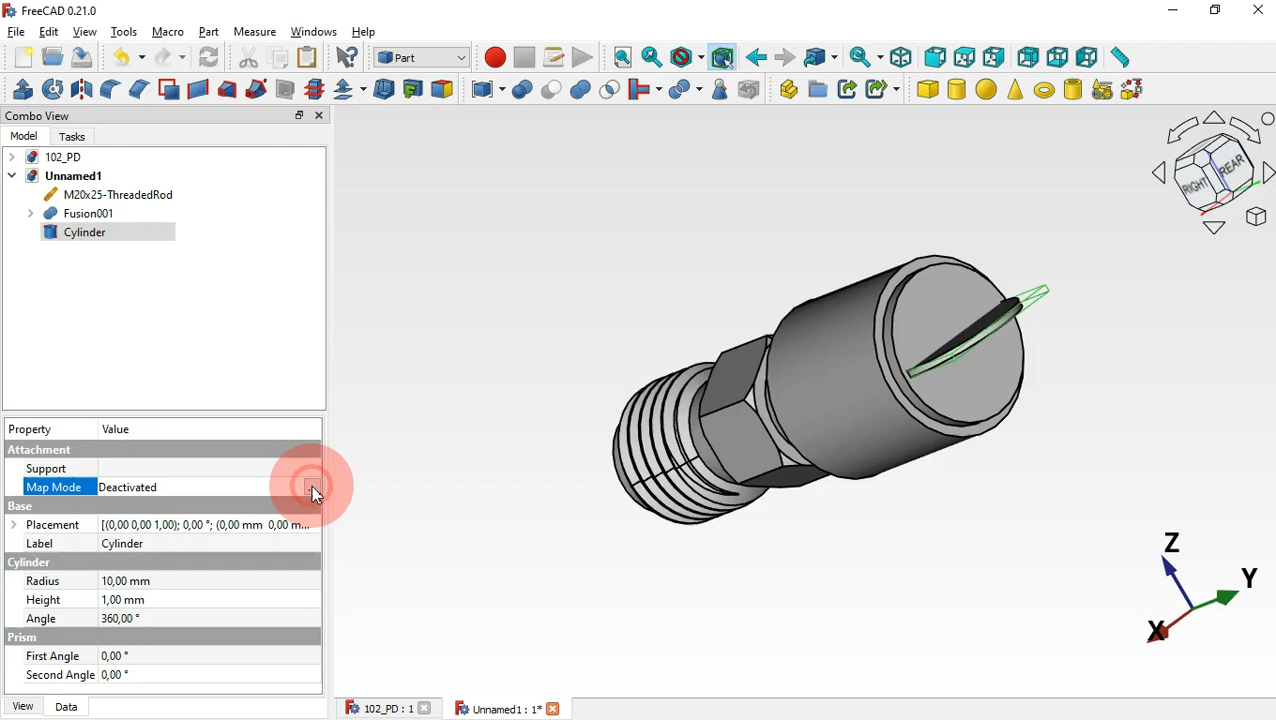 FreeCAD 0.21.0
File Edit View Tools Macro Part Measure Windows Help
Part
Combo View
Model Tasks
102_PD
Unnamed1
M20x25-ThreadedRod
Fusion001
Cylinder
Property Value
Attachment
Support
Map Mode Deactivated
Base
Placement [(0,00 0,00 1,00); 0,00 °; (0,00 mm 0,00 m...
Label Cylinder
Cylinder
Radius 10,00 mm
Height 1,00 mm
Angle 360,00 °
Prism
First Angle 0,00 °
Second Angle 0,00 °
View Data
102_PD : 1
Unnamed1 : 1*
RIGHT REAR
Z
Y
X